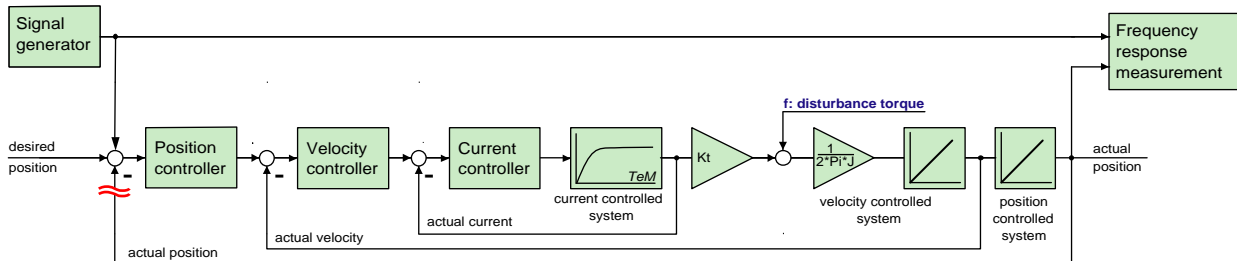 Signal
generator
Frequency
response
measurement
f: disturbance torque
desired
position
-
Position
controller
-
Velocity
controller
-
Current
controller
TeM
current controlled
system
Kt
1
2*Pi*J
velocity controlled
system
position
controlled
system
actual
position
actual current
actual velocity
actual position